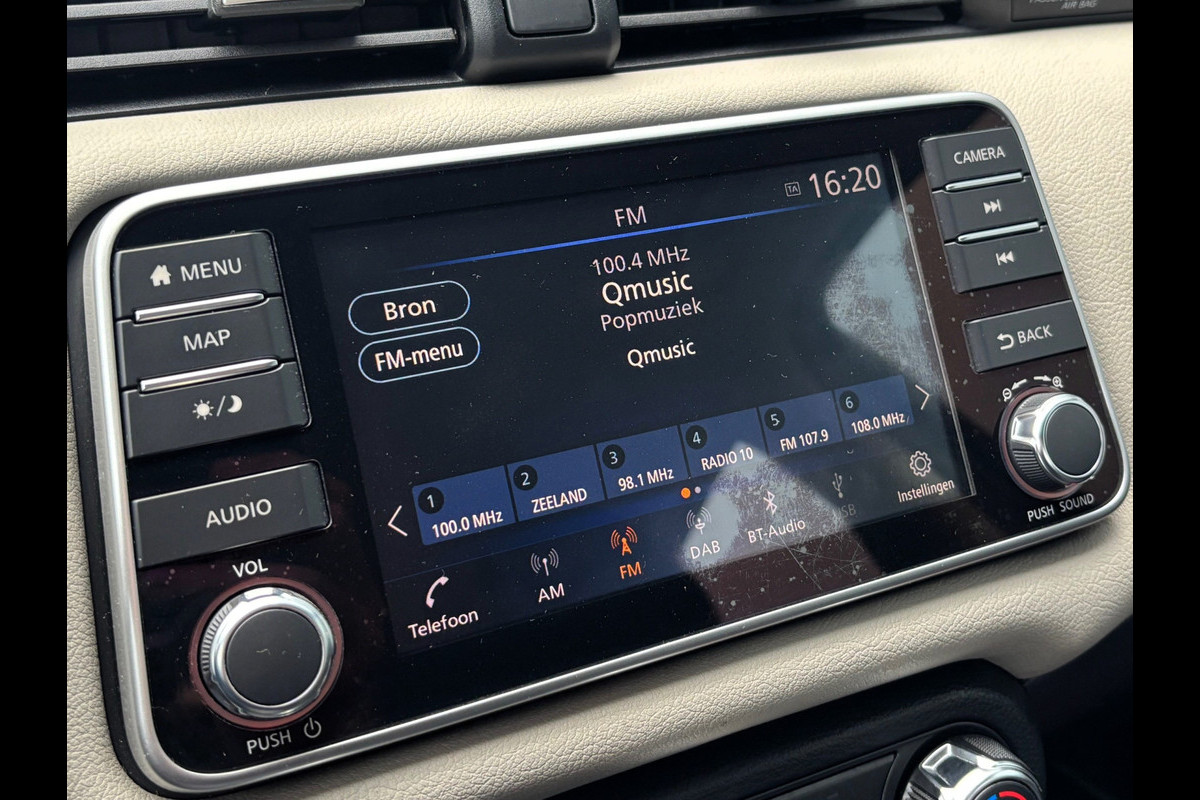 PASSENGER
AIR BAG
MENU
MAP
AUDIO
VOL
PUSH
FM
TA
16:20
100.4 MHz
Qmusic
Popmuziek
Qmusic
Bron
FM-menu
1
100.0 MHz
2
ZEELAND
3
98.1 MHz
4
RADIO 10
5
FM 107.9
6
108.0 MHz
Telefoon
AM
FM
DAB
BT-Audio
USB
Instellingen
CAMERA
BACK
PUSH SOUND